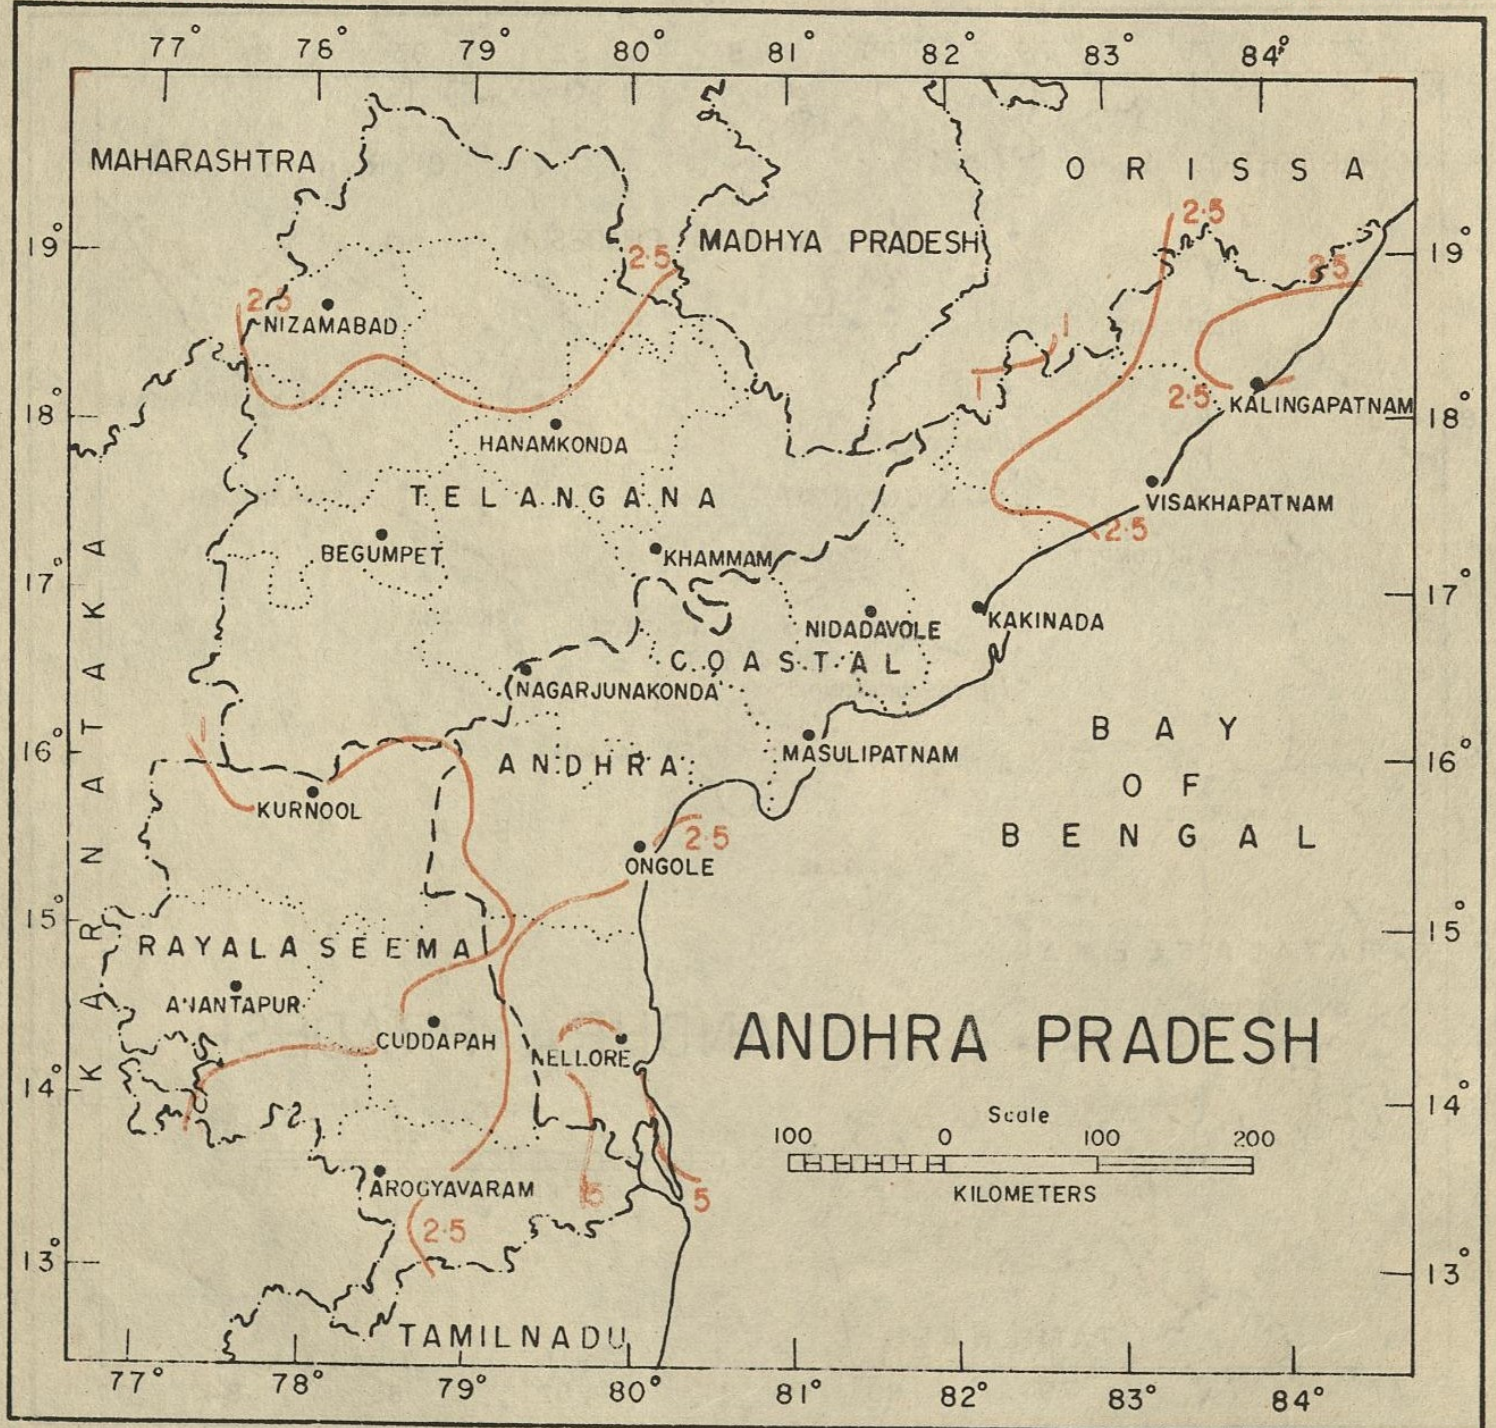 77° 76° 79° 80° 81° 82° 83° 84°
MAHARASHTRA
ORISSA
2.5
19°
MADHYA PRADESH
19°
2.5
2.5
2.5
NIZAMABAD
1
1
2.5
KALINGAPATNAM
18°
18°
HANAMKONDA
TELANGANA
VISAKHAPATNAM
2.5
BEGUMPET
KHAMMAM
17°
17°
NIDADAVOLE
KAKINADA
COASTAL
NAGARJUNAKONDA
KARNATAKA
1
BAY
16°
MASULIPATNAM
16°
ANDHRA
OF
KURNOOL
BENGAL
2.5
ONGOLE
15°
15°
RAYALASEEMA
ANANTAPUR
CUDDAPAH
NELLORE
ANDHRA PRADESH
14°
14°
Scale
100 0 100 200
KILOMETERS
AROGYAVARAM
5
5
2.5
13°
13°
TAMILNADU
77° 78° 79° 80° 81° 82° 83° 84°